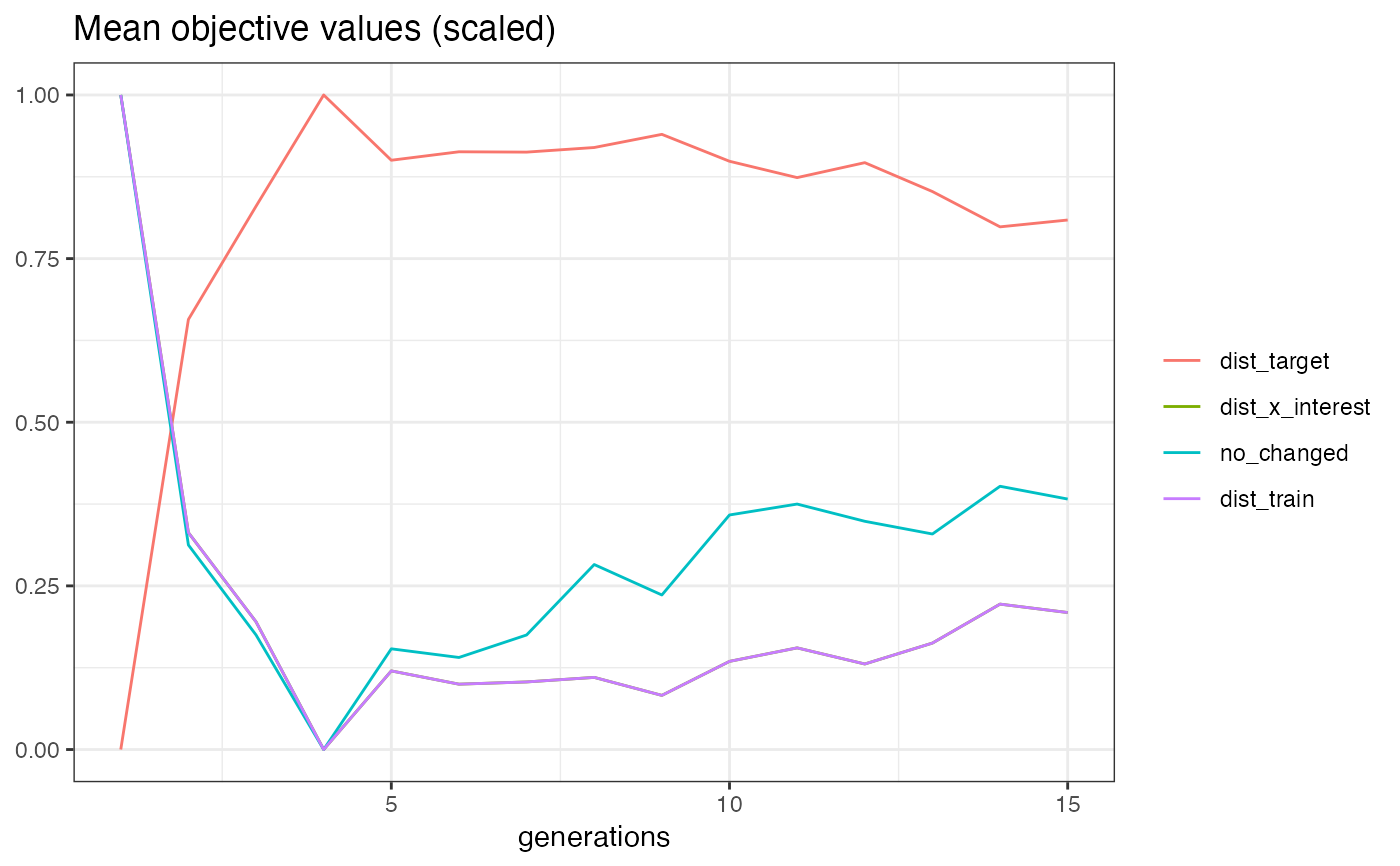 Mean objective values (scaled)
1.00
0.75
0.50
0.25
0.00
5
10
15
generations
dist_target
dist_x_interest
no_changed
dist_train